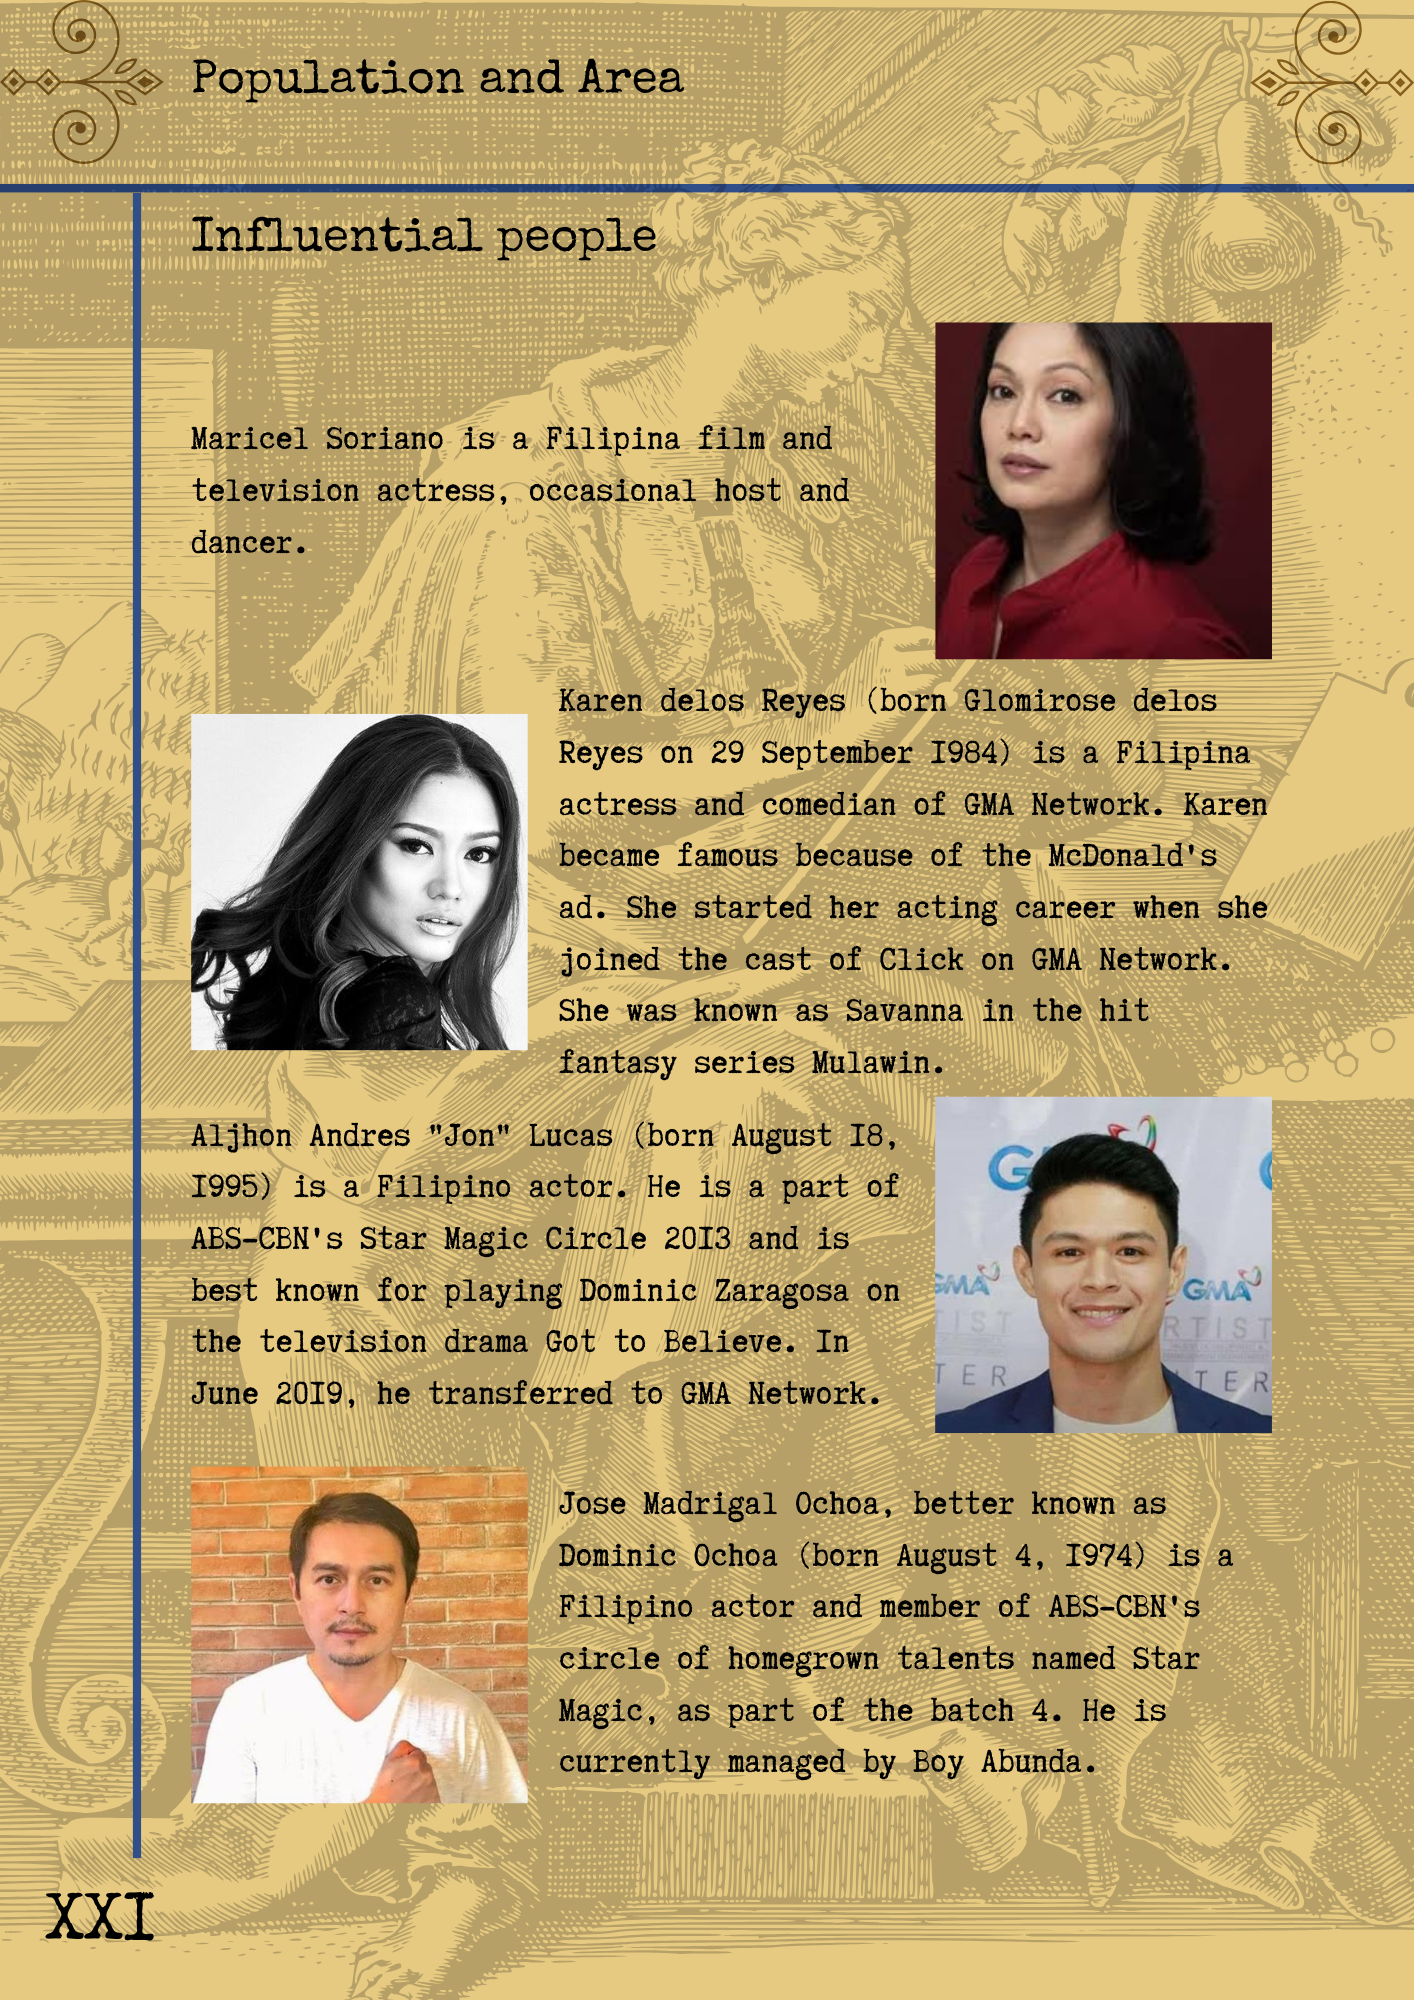 Population and Area
Influential people
Maricel Soriano is a Filipina film and
television actress, occasional host and
dancer.
Karen delos Reyes (born Glomirose delos
Reyes on 29 September 1984) is a Filipina
actress and comedian of GMA Network. Karen
became famous because of the McDonald's
ad. She started her acting career when she
joined the cast of Click on GMA Network.
She was known as Savanna in the hit
fantasy series Mulawin.
Aljhon Andres "Jon" Lucas (born August 18,
1995) is a Filipino actor. He is a part of
ABS-CBN's Star Magic Circle 2013 and is
best known for playing Dominic Zaragosa on
the television drama Got to Believe. In
June 2019, he transferred to GMA Network.
G
GMA
GMA
TIST
RTIST
TER
TER
Jose Madrigal Ochoa, better known as
Dominic Ochoa (born August 4, 1974) is a
Filipino actor and member of ABS-CBN's
circle of homegrown talents named Star
Magic, as part of the batch 4. He is
currently managed by Boy Abunda.
XXI